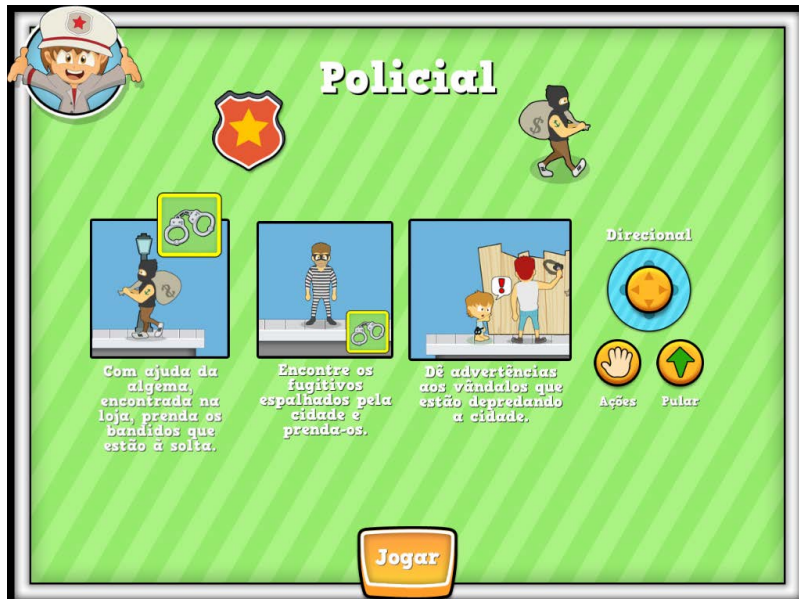 Policial
Com ajuda da
algema,
encontrada na
loja, prenda os
bandidos que
estão à solta.
Encontre os
fugitivos
espalhados pela
cidade e
prenda-os.
Dê advertências
aos vândalos que
estão depredando
a cidade.
Direcional
Ações
Pular
Jogar